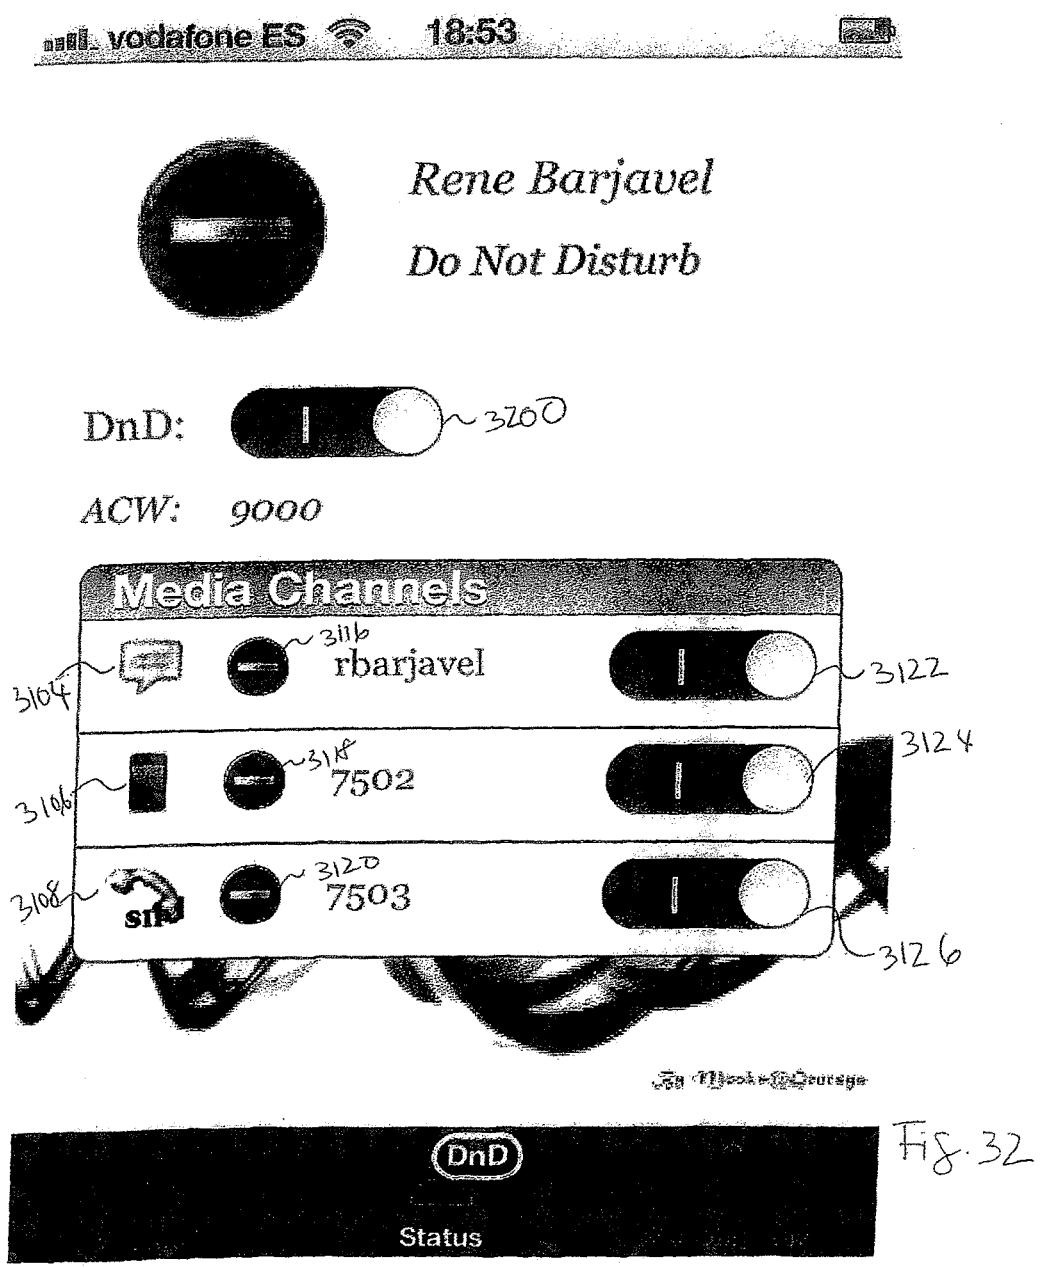 vodafone ES 18:53
Rene Barjavel
Do Not Disturb
DnD: 3200
ACW: 9000
Media Channels
3104 3116 rbarjavel 3122
3106 3118 7502 3124
3108 3120 7503 3126
DnD
Status
Fig. 32